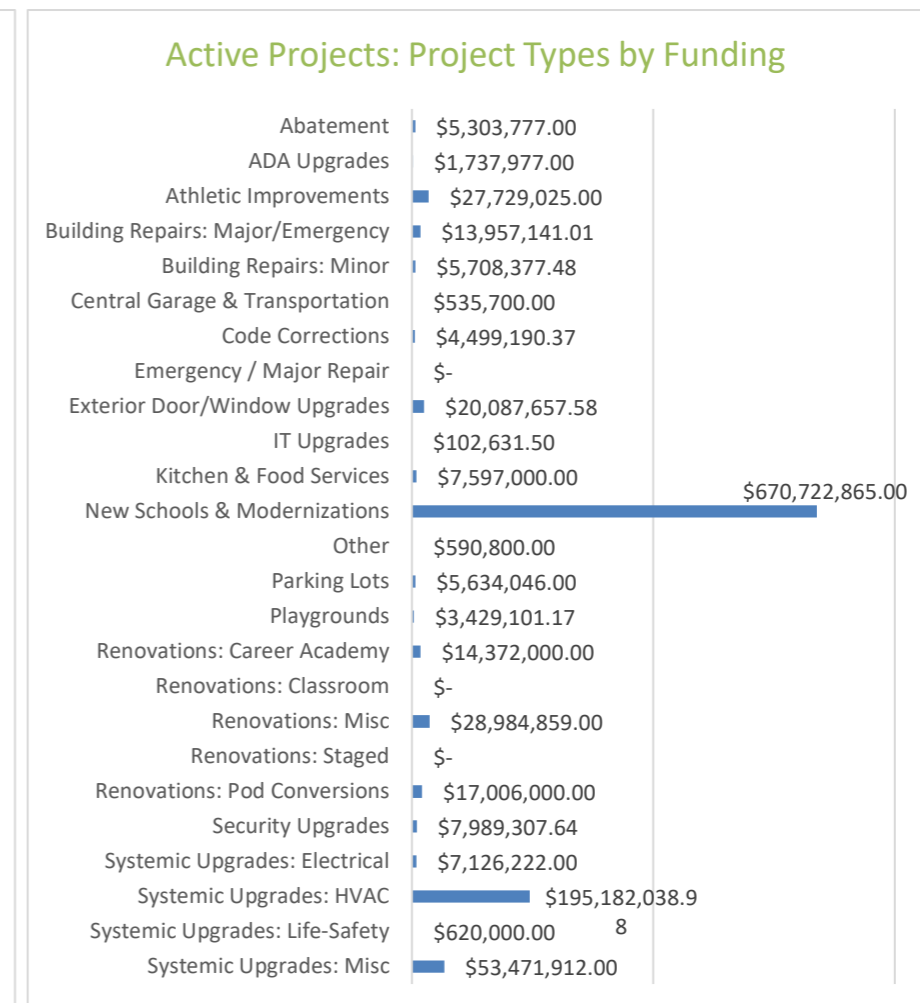 Active Projects: Project Types by Funding
Abatement $5,303,777.00
ADA Upgrades $1,737,977.00
Athletic Improvements $27,729,025.00
Building Repairs: Major/Emergency $13,957,141.01
Building Repairs: Minor $5,708,377.48
Central Garage & Transportation $535,700.00
Code Corrections $4,499,190.37
Emergency / Major Repair $-
Exterior Door/Window Upgrades $20,087,657.58
IT Upgrades $102,631.50
Kitchen & Food Services $7,597,000.00
New Schools & Modernizations $670,722,865.00
Other $590,800.00
Parking Lots $5,634,046.00
Playgrounds $3,429,101.17
Renovations: Career Academy $14,372,000.00
Renovations: Classroom $-
Renovations: Misc $28,984,859.00
Renovations: Staged $-
Renovations: Pod Conversions $17,006,000.00
Security Upgrades $7,989,307.64
Systemic Upgrades: Electrical $7,126,222.00
Systemic Upgrades: HVAC $195,182,038.9
8
Systemic Upgrades: Life-Safety $620,000.00
Systemic Upgrades: Misc $53,471,912.00